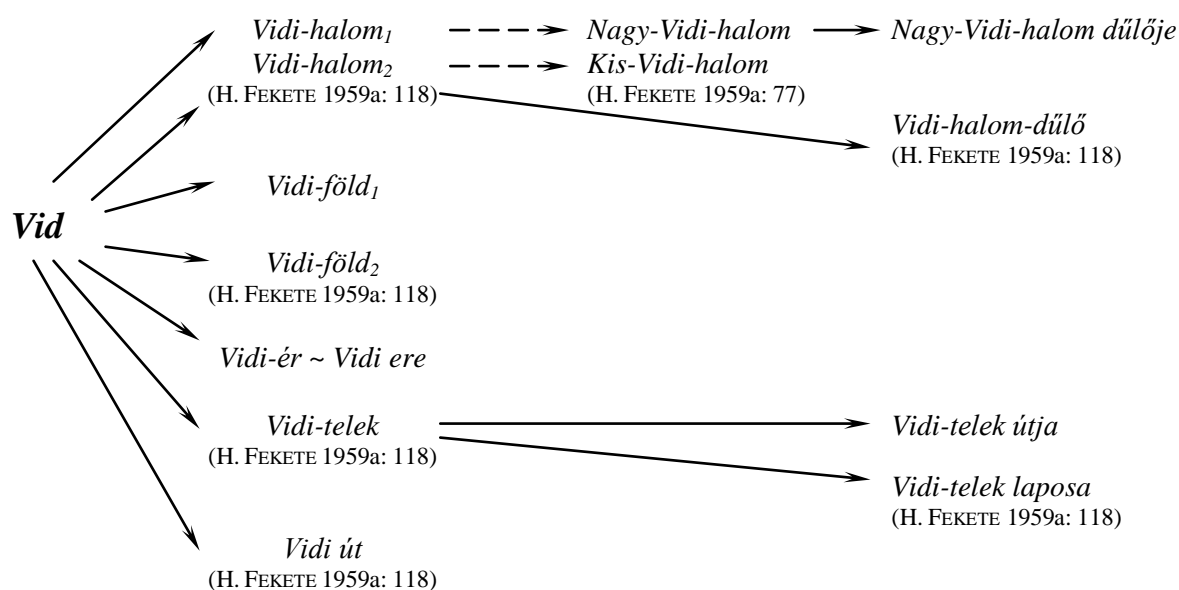 Vidi-halom1 Nagy-Vidi-halom Nagy-Vidi-halom dűlője
Vidi-halom2 Kis-Vidi-halom
(H. FEKETE 1959a: 118) (H. FEKETE 1959a: 77)
Vidi-halom-dűlő
(H. FEKETE 1959a: 118)
Vidi-föld1
Vid
Vidi-föld2
(H. FEKETE 1959a: 118)
Vidi-ér ~ Vidi ere
Vidi-telek Vidi-telek útja
(H. FEKETE 1959a: 118)
Vidi-telek laposa
(H. FEKETE 1959a: 118)
Vidi út
(H. FEKETE 1959a: 118)